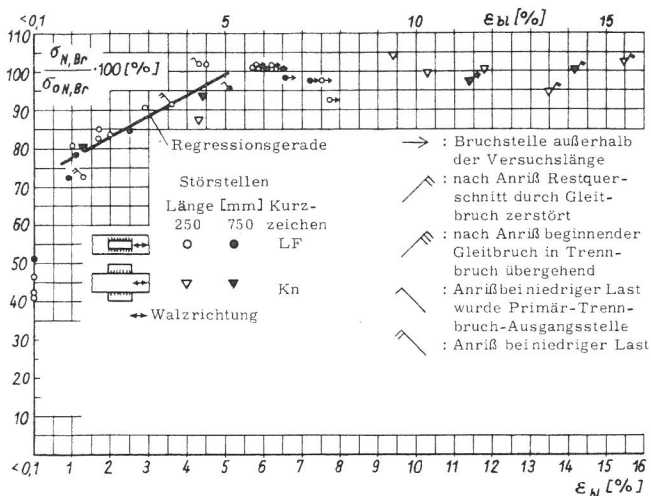 <0,1 5 10 ε_bl [%] 15
110
σ_N,Br / σ_0N,Br · 100 [%]
100
90
80
70
60
55
50
45
40
30
20
10
<0,1 1 2 3 4 5 6 7 8 9 10 11 12 13 14 15 16
ε_N [%]
Regressionsgerade
Störstellen
Länge [mm] Kurz-
250 750 zeichen
LF
Kn
Walzrichtung
: Bruchstelle außerhalb
der Versuchslänge
: nach Anriß Restquer-
schnitt durch Gleit-
bruch zerstört
: nach Anriß beginnender
Gleitbruch in Trenn-
bruch übergehend
: Anriß bei niedriger Last
wurde Primär-Trenn-
bruch-Ausgangsstelle
: Anriß bei niedriger Last